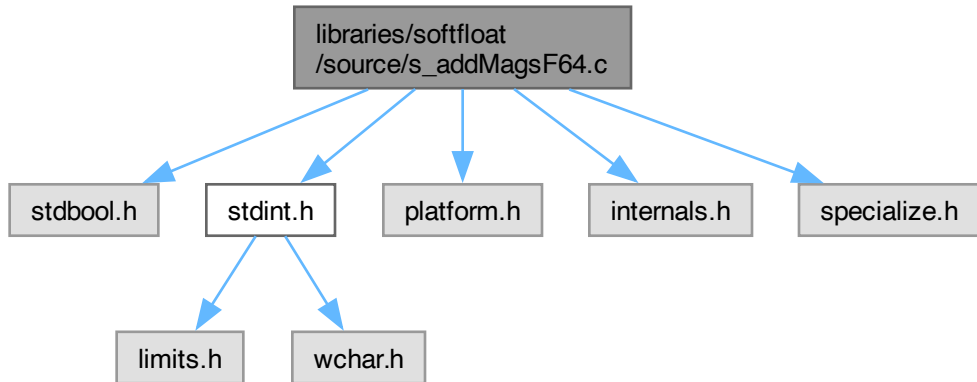 libraries/softfloat
/source/s_addMagsF64.c
stdbool.h
stdint.h
platform.h
internals.h
specialize.h
limits.h
wchar.h